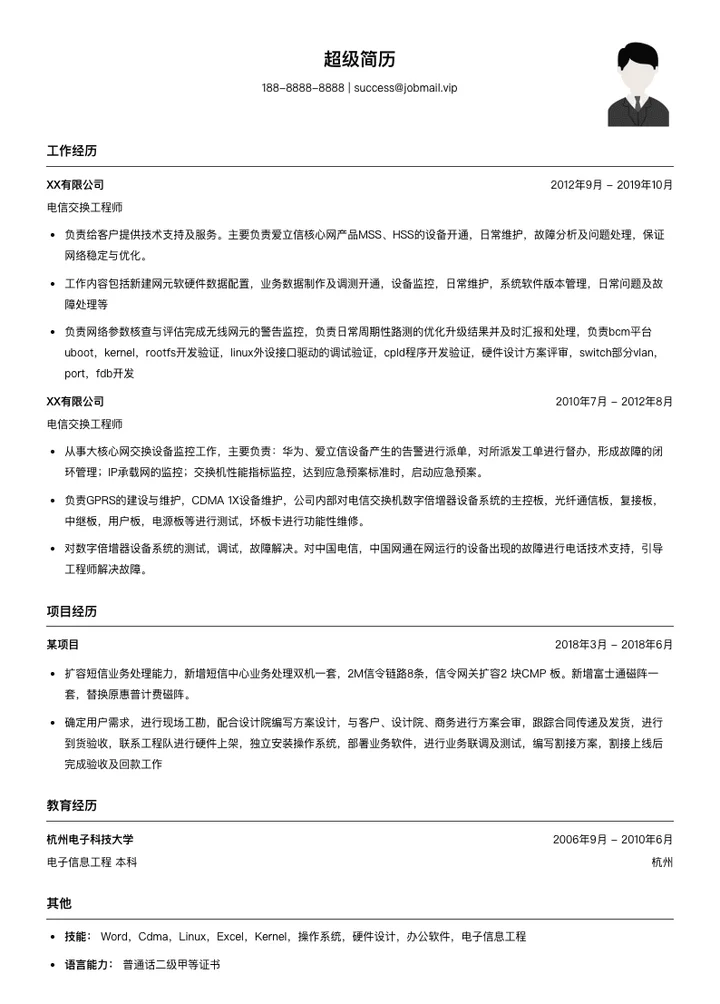 超级简历
188-8888-8888 | success@jobmail.vip
工作经历
XX有限公司 2012年9月 – 2019年10月
电信交换工程师
• 负责给客户提供技术支持及服务。主要负责爱立信核心网产品MSS、HSS的设备开通，日常维护，故障分析及问题处理，保证
网络稳定与优化。
• 工作内容包括新建网元软硬件数据配置，业务数据制作及调测开通，设备监控，日常维护，系统软件版本管理，日常问题及故
障处理等
• 负责网络参数核查与评估完成无线网元的警告监控，负责日常周期性路测的优化升级结果并及时汇报和处理，负责bcm平台
uboot，kernel，rootfs开发验证，linux外设接口驱动的调试验证，cpld程序开发验证，硬件设计方案评审，switch部分vlan，
port，fdb开发
XX有限公司 2010年7月 – 2012年8月
电信交换工程师
• 从事大核心网交换设备监控工作，主要负责：华为、爱立信设备产生的告警进行派单，对所派发工单进行督办，形成故障的闭
环管理；IP承载网的监控；交换机性能指标监控，达到应急预案标准时，启动应急预案。
• 负责GPRS的建设与维护，CDMA 1X设备维护，公司内部对电信交换机数字倍增器设备系统的主控板，光纤通信板，复接板，
中继板，用户板，电源板等进行测试，坏板卡进行功能性维修。
• 对数字倍增器设备系统的测试，调试，故障解决。对中国电信，中国网通在网运行的设备出现的故障进行电话技术支持，引导
工程师解决故障。
项目经历
某项目 2018年3月 – 2018年6月
• 扩容短信业务处理能力，新增短信中心业务处理双机一套，2M信令链路8条，信令网关扩容2 块CMP 板。新增富士通磁阵一
套，替换原惠普计费磁阵。
• 确定用户需求，进行现场工勘，配合设计院编写方案设计，与客户、设计院、商务进行方案会审，跟踪合同传递及发货，进行
到货验收，联系工程队进行硬件上架，独立安装操作系统，部署业务软件，进行业务联调及测试，编写割接方案，割接上线后
完成验收及回款工作
教育经历
杭州电子科技大学 2006年9月 – 2010年6月
电子信息工程 本科 杭州
其他
• 技能： Word，Cdma，Linux，Excel，Kernel，操作系统，硬件设计，办公软件，电子信息工程
• 语言能力： 普通话二级甲等证书